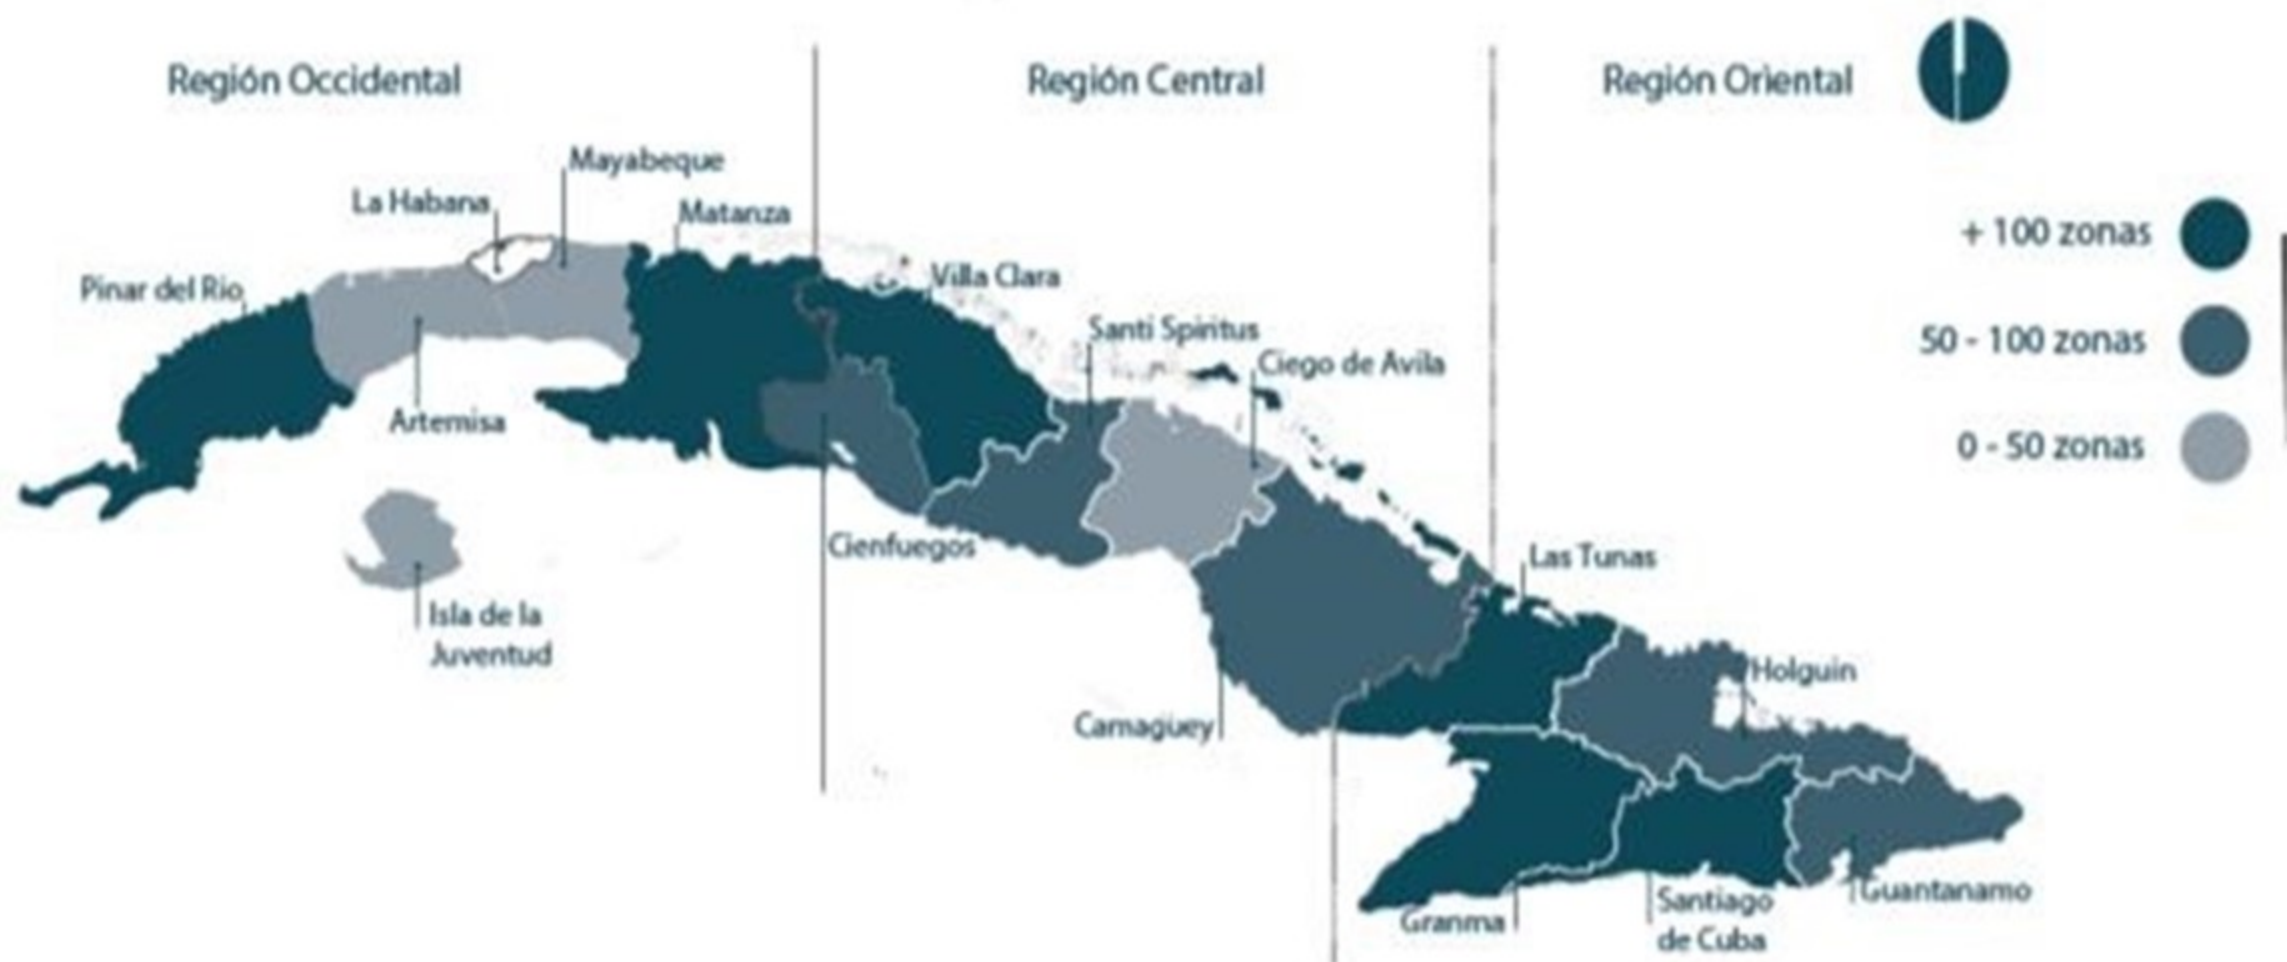 Región Occidental
Región Central
Región Oriental
Mayabeque
La Habana
Matanza
+ 100 zonas
Pinar del Rio
Villa Clara
Santi Spiritus
50 - 100 zonas
Ciego de Avila
Artemisa
0 - 50 zonas
Cienfuegos
Las Tunas
Isla de la
Juventud
Holguin
Camagüey
Guantanamo
Granma
Santiago
de Cuba